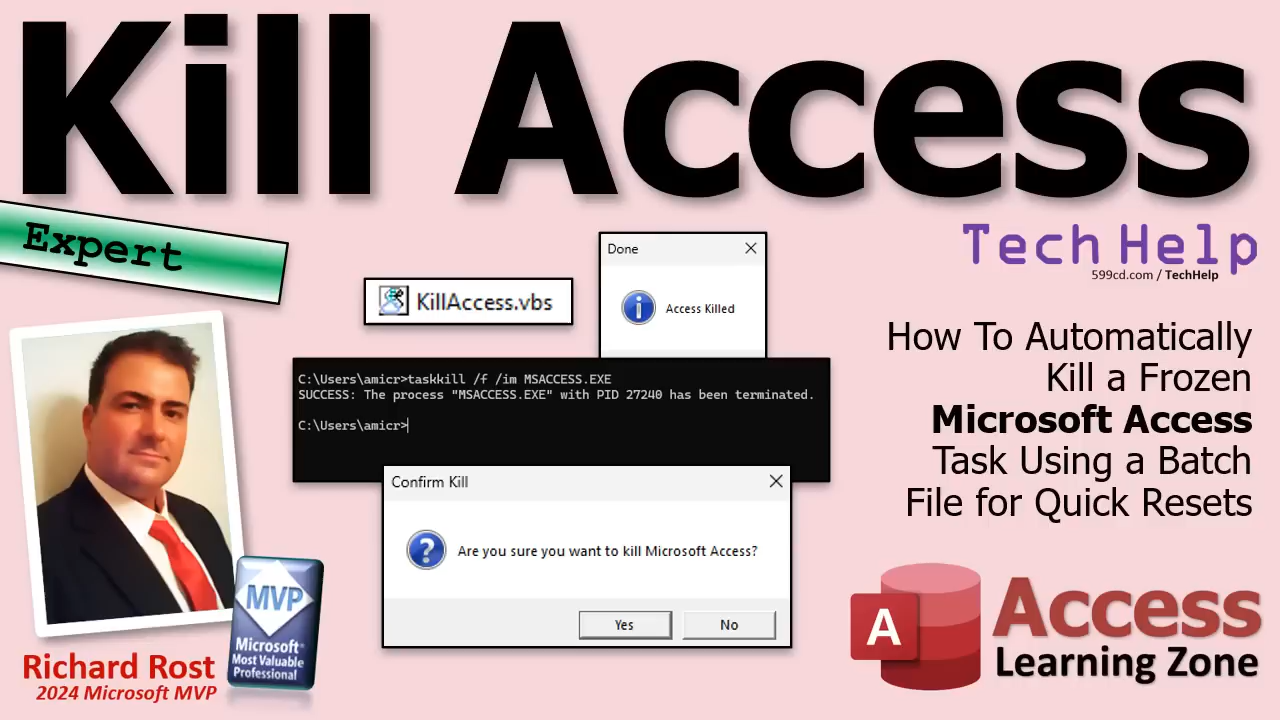 Kill Access
Expert
Tech Help
599cd.com / TechHelp
Done
KillAccess.vbs
Access Killed
C:\Users\amicr>taskkill /f /im MSACCESS.EXE
SUCCESS: The process "MSACCESS.EXE" with PID 27240 has been terminated.
C:\Users\amicr>
Confirm Kill
Are you sure you want to kill Microsoft Access?
Yes
No
How To Automatically
Kill a Frozen
Microsoft Access
Task Using a Batch
File for Quick Resets
MVP
Microsoft®
Most Valuable
Professional
Richard Rost
2024 Microsoft MVP
A
Access
Learning Zone